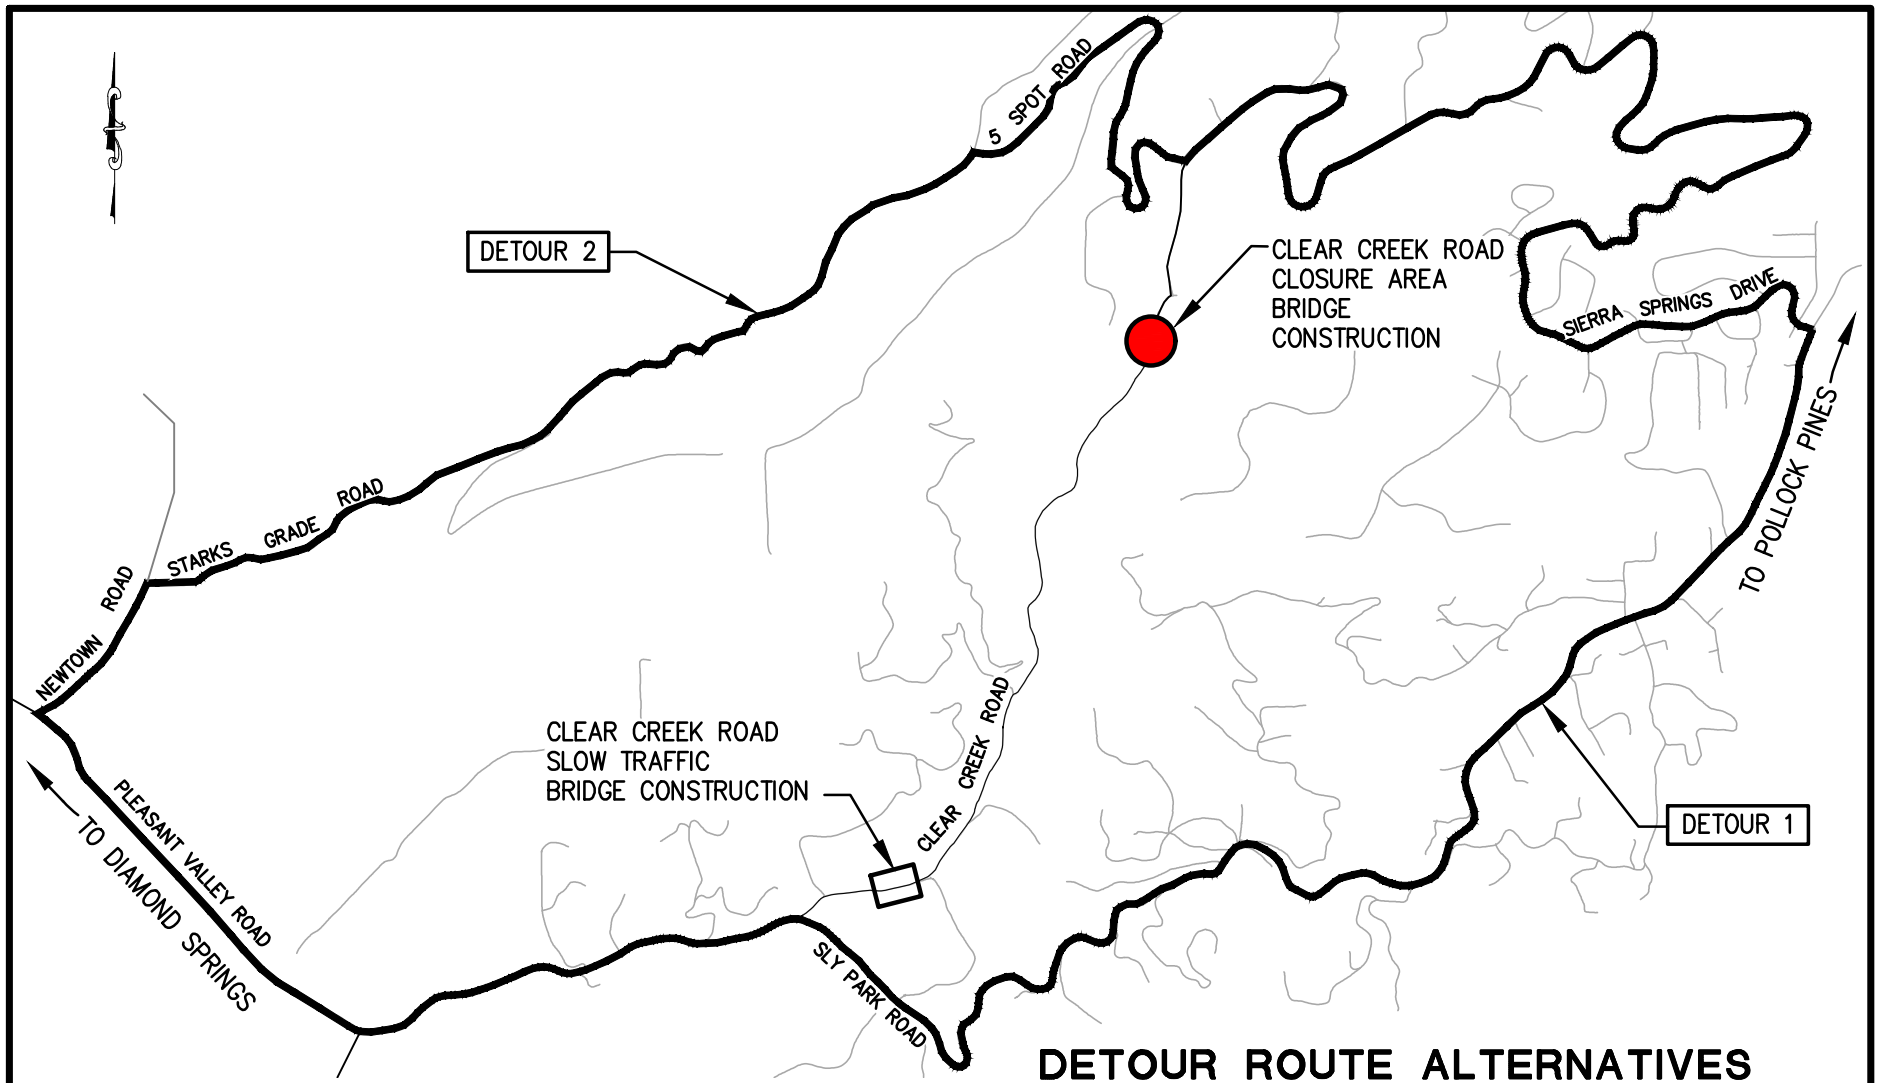 5 SPOT ROAD
DETOUR 2
CLEAR CREEK ROAD
CLOSURE AREA
BRIDGE
CONSTRUCTION
SIERRA SPRINGS DRIVE
TO POLLOCK PINES
STARKS GRADE ROAD
NEWTOWN ROAD
CLEAR CREEK ROAD
SLOW TRAFFIC
BRIDGE CONSTRUCTION
CLEAR CREEK ROAD
DETOUR 1
PLEASANT VALLEY ROAD
TO DIAMOND SPRINGS
SLY PARK ROAD
DETOUR ROUTE ALTERNATIVES